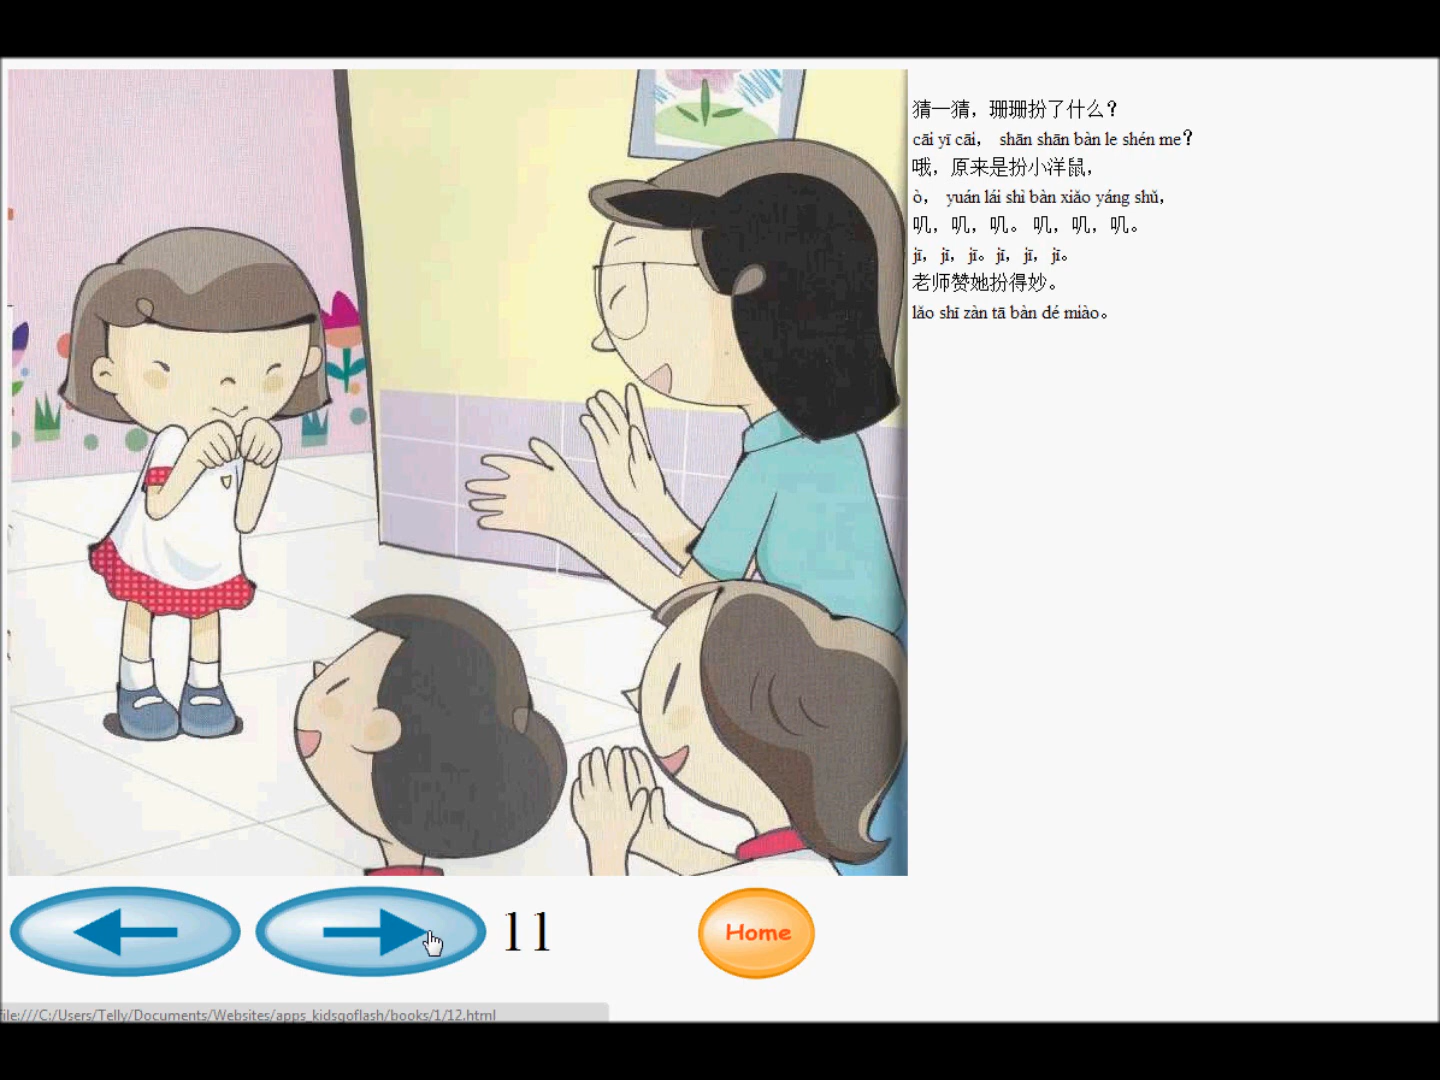 猜一猜，珊珊扮了什么？
cāi yī cāi， shān shān bàn le shén me？
哦，原来是扮小洋鼠，
ò， yuán lái shì bàn xiǎo yáng shǔ，
叽，叽，叽。叽，叽，叽。
jī，jī，jī。jī，jī，jī。
老师赞她扮得妙。
lǎo shī zàn tā bàn dé miào。
11
Home
file:///C:/Users/Telly/Documents/Websites/apps_kidsgoflash/books/1/12.html